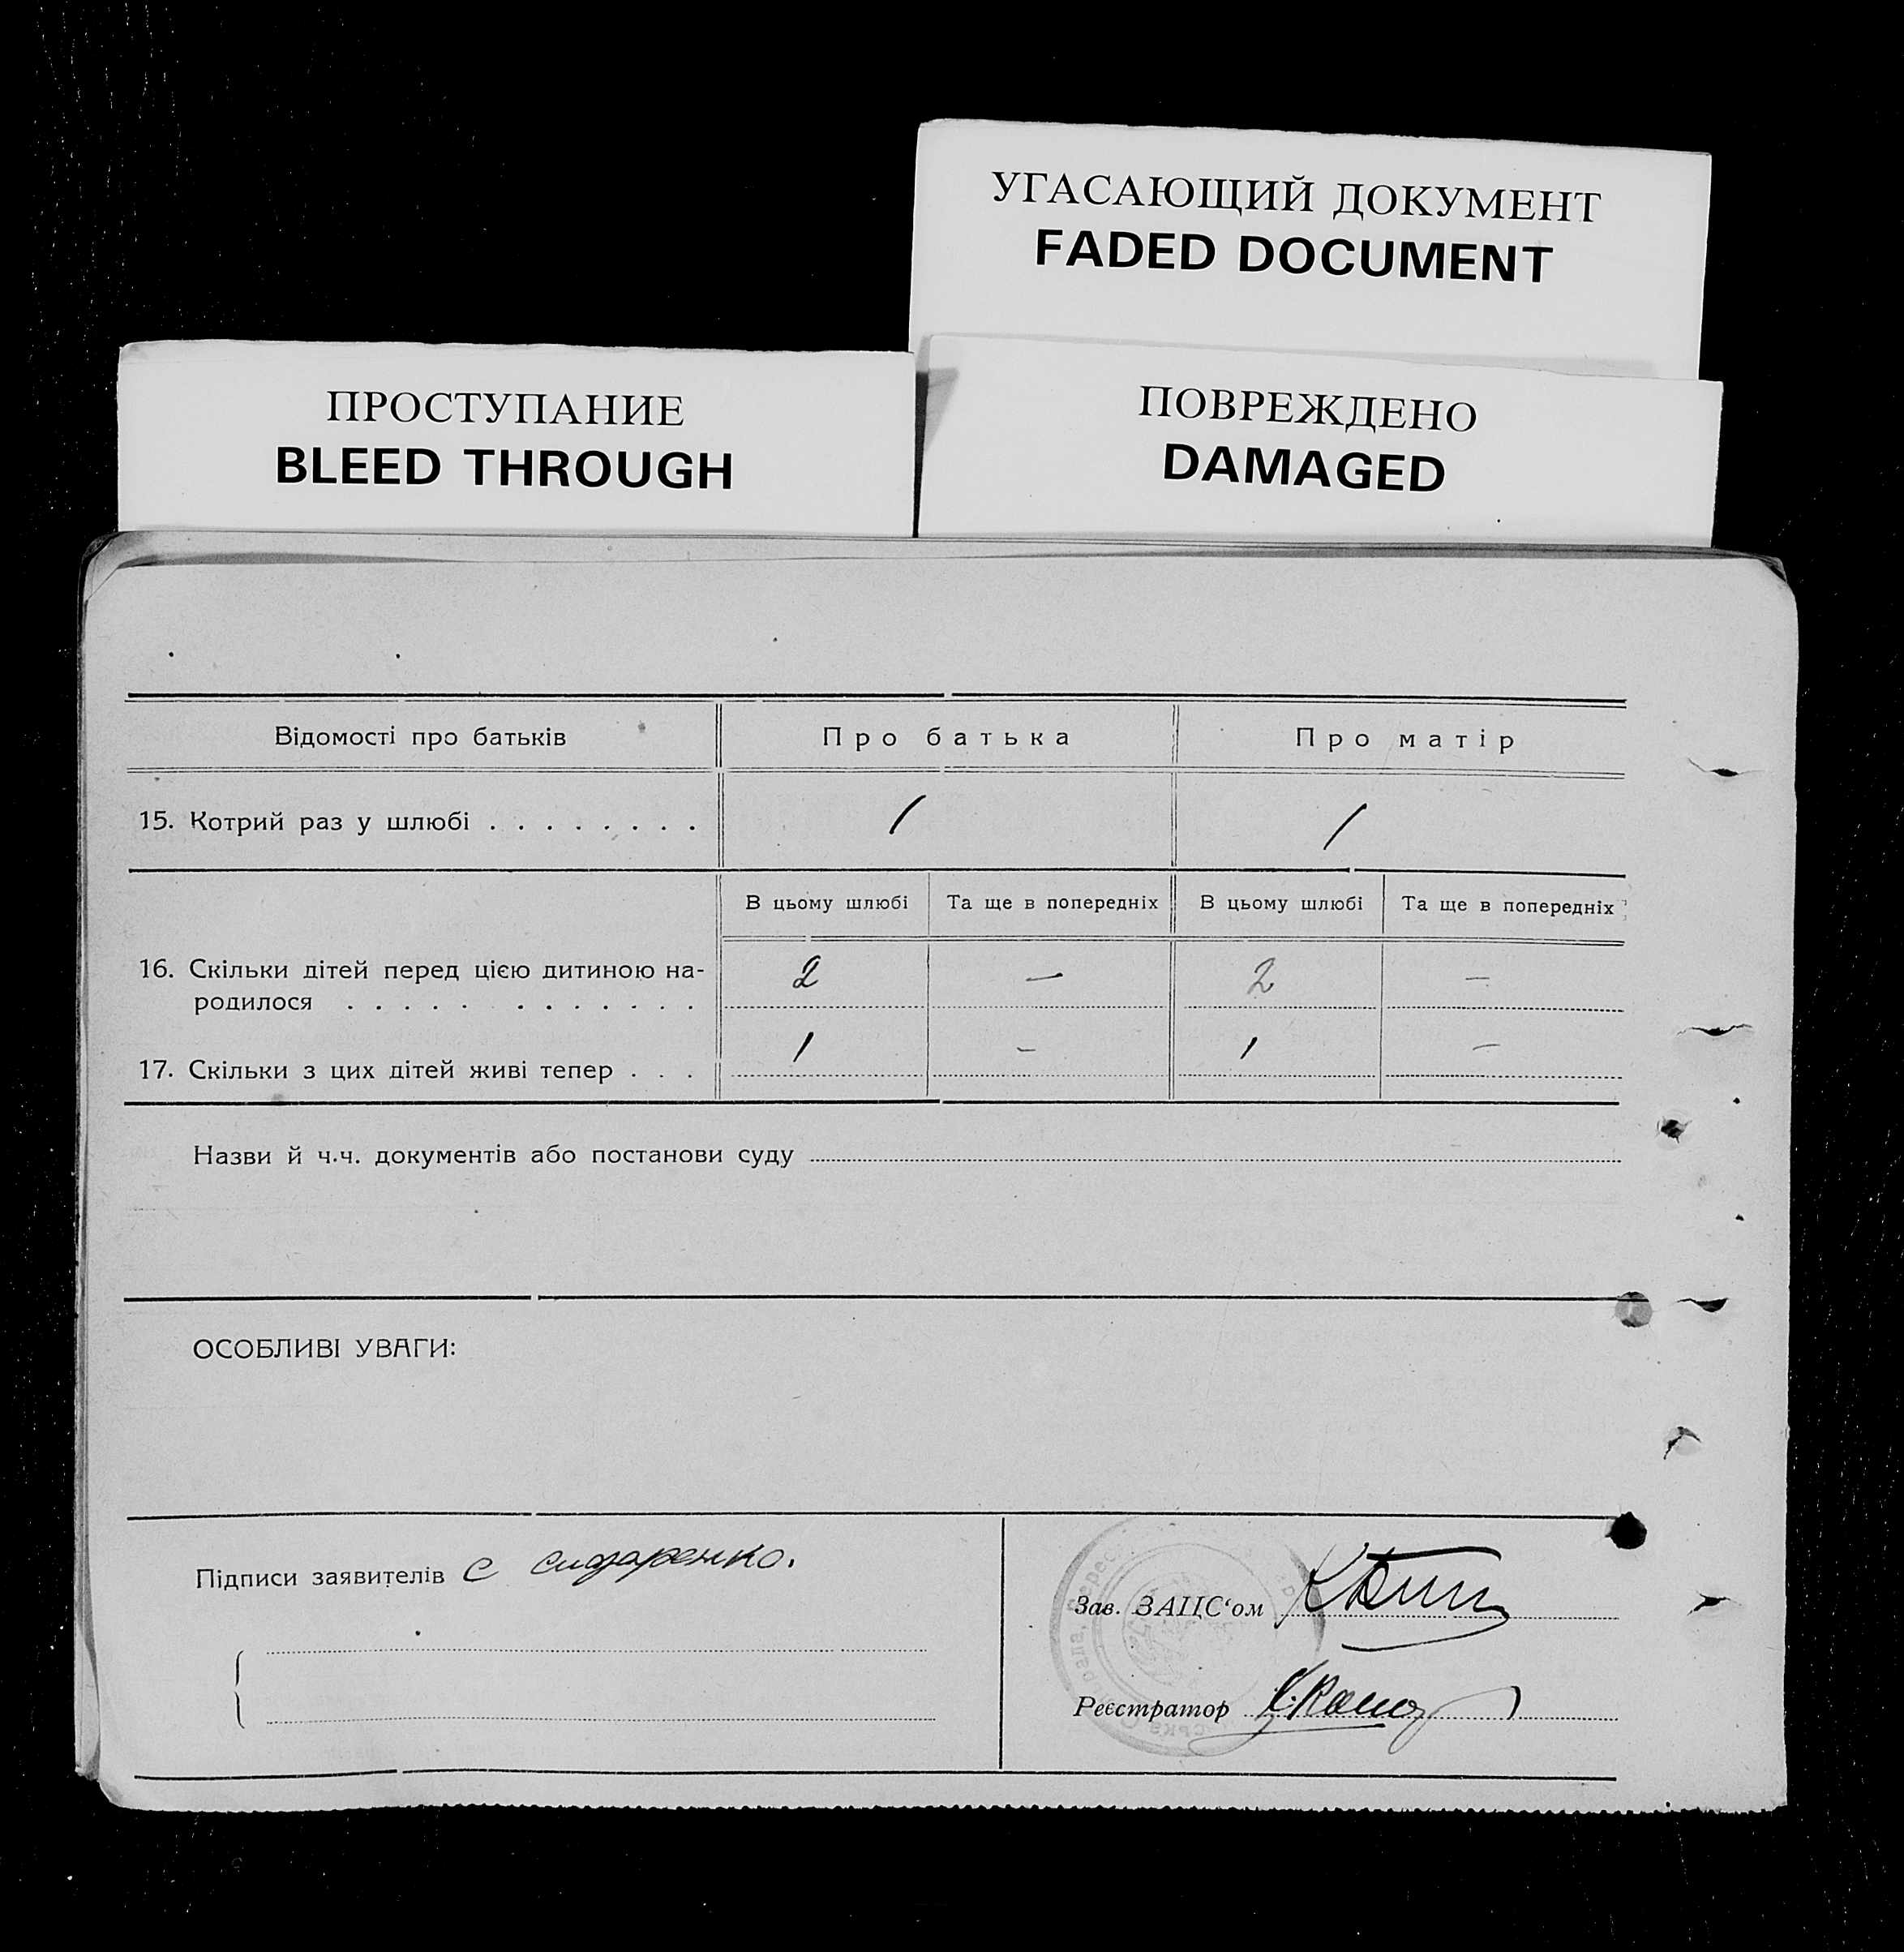 УГАСАЮЩИЙ ДОКУМЕНТ
FADED DOCUMENT
ПРОСТУПАНИЕ
BLEED THROUGH
ПОВРЕЖДЕНО
DAMAGED
Відомості про батьків Про батька Про матір
15. Котрий раз у шлюбі . . . . . . . . 1 1
В цьому шлюбі Та ще в попередніх В цьому шлюбі Та ще в попередніх
16. Скільки дітей перед цією дитиною на- 2 — 2 —
родилося . . . . . . . . . . . .
17. Скільки з цих дітей живі тепер . . . 1 — 1 —
Назви й ч.ч. документів або постанови суду
ОСОБЛИВІ УВАГИ:
Підписи заявителів С Сидаренко.
Зав. ЗАЦС‘ом
Реєстратор